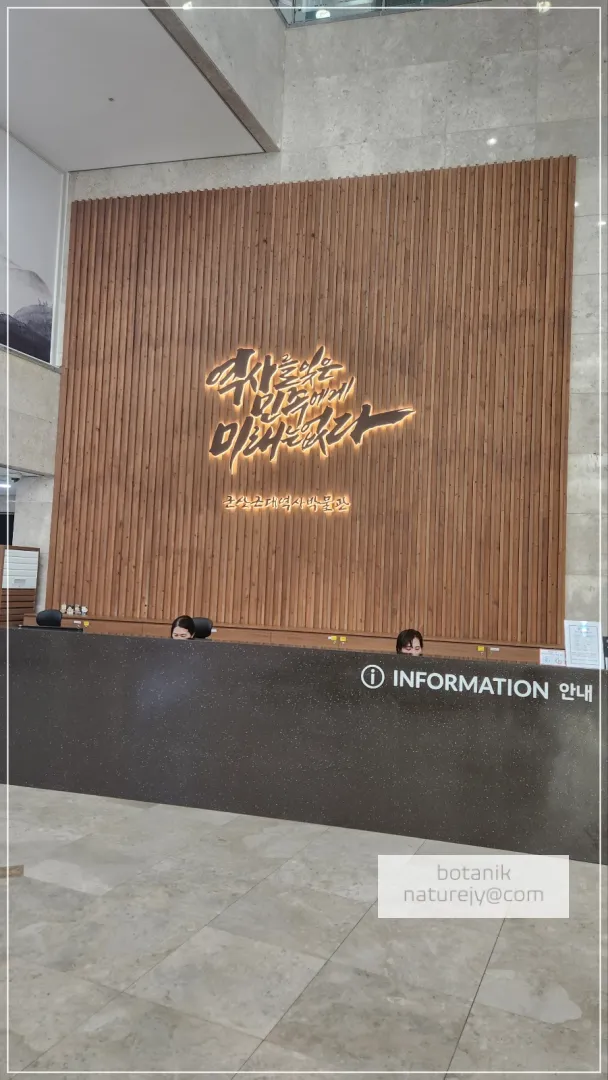 역사를 잊은
민족에게
미래는 없다
군산근대역사박물관
INFORMATION 안내
botanik
naturejy@com